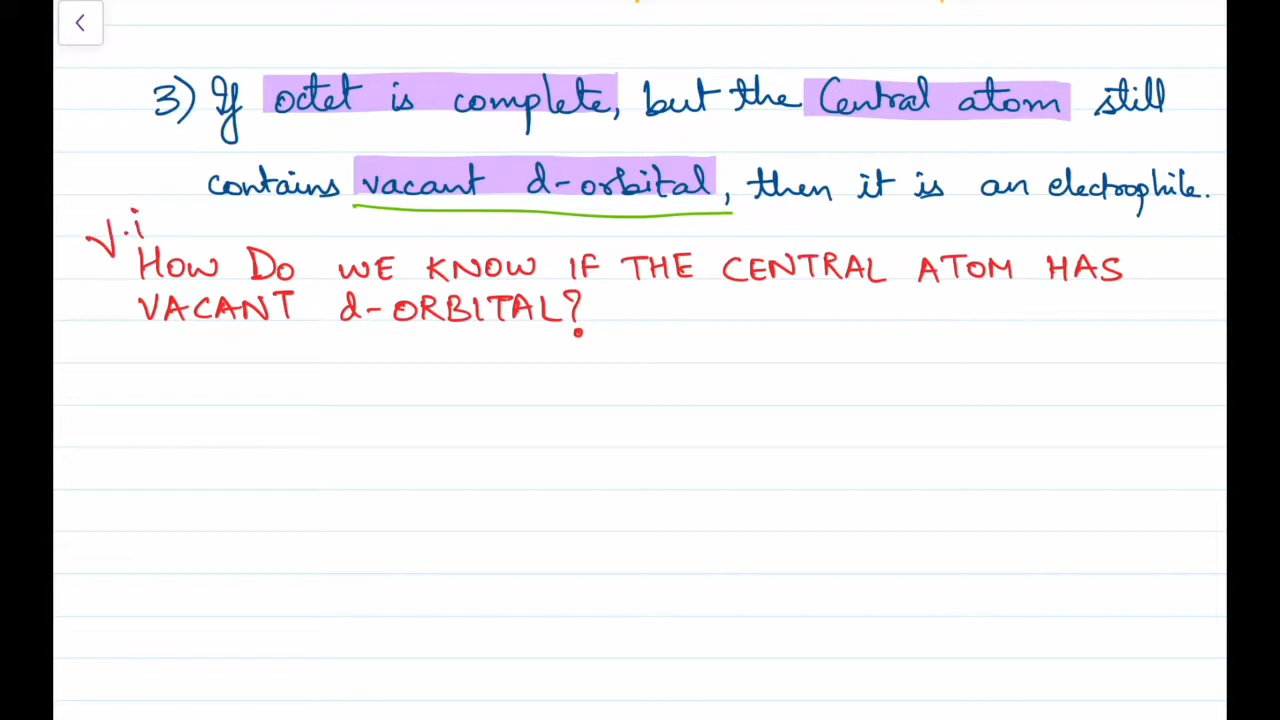 3) If octet is complete, but the Central atom still
contains vacant d-orbital, then it is an electrophile.
v.i
HOW DO WE KNOW IF THE CENTRAL ATOM HAS
VACANT d-ORBITAL?